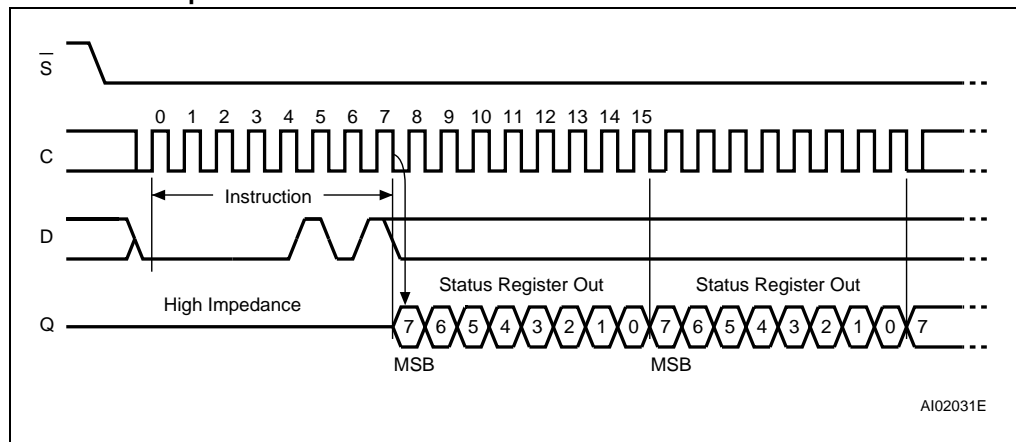 S
0 1 2 3 4 5 6 7 8 9 10 11 12 13 14 15
C
Instruction
D
Status Register Out Status Register Out
High Impedance
Q 7 6 5 4 3 2 1 0 7 6 5 4 3 2 1 0 7
MSB MSB
AI02031E